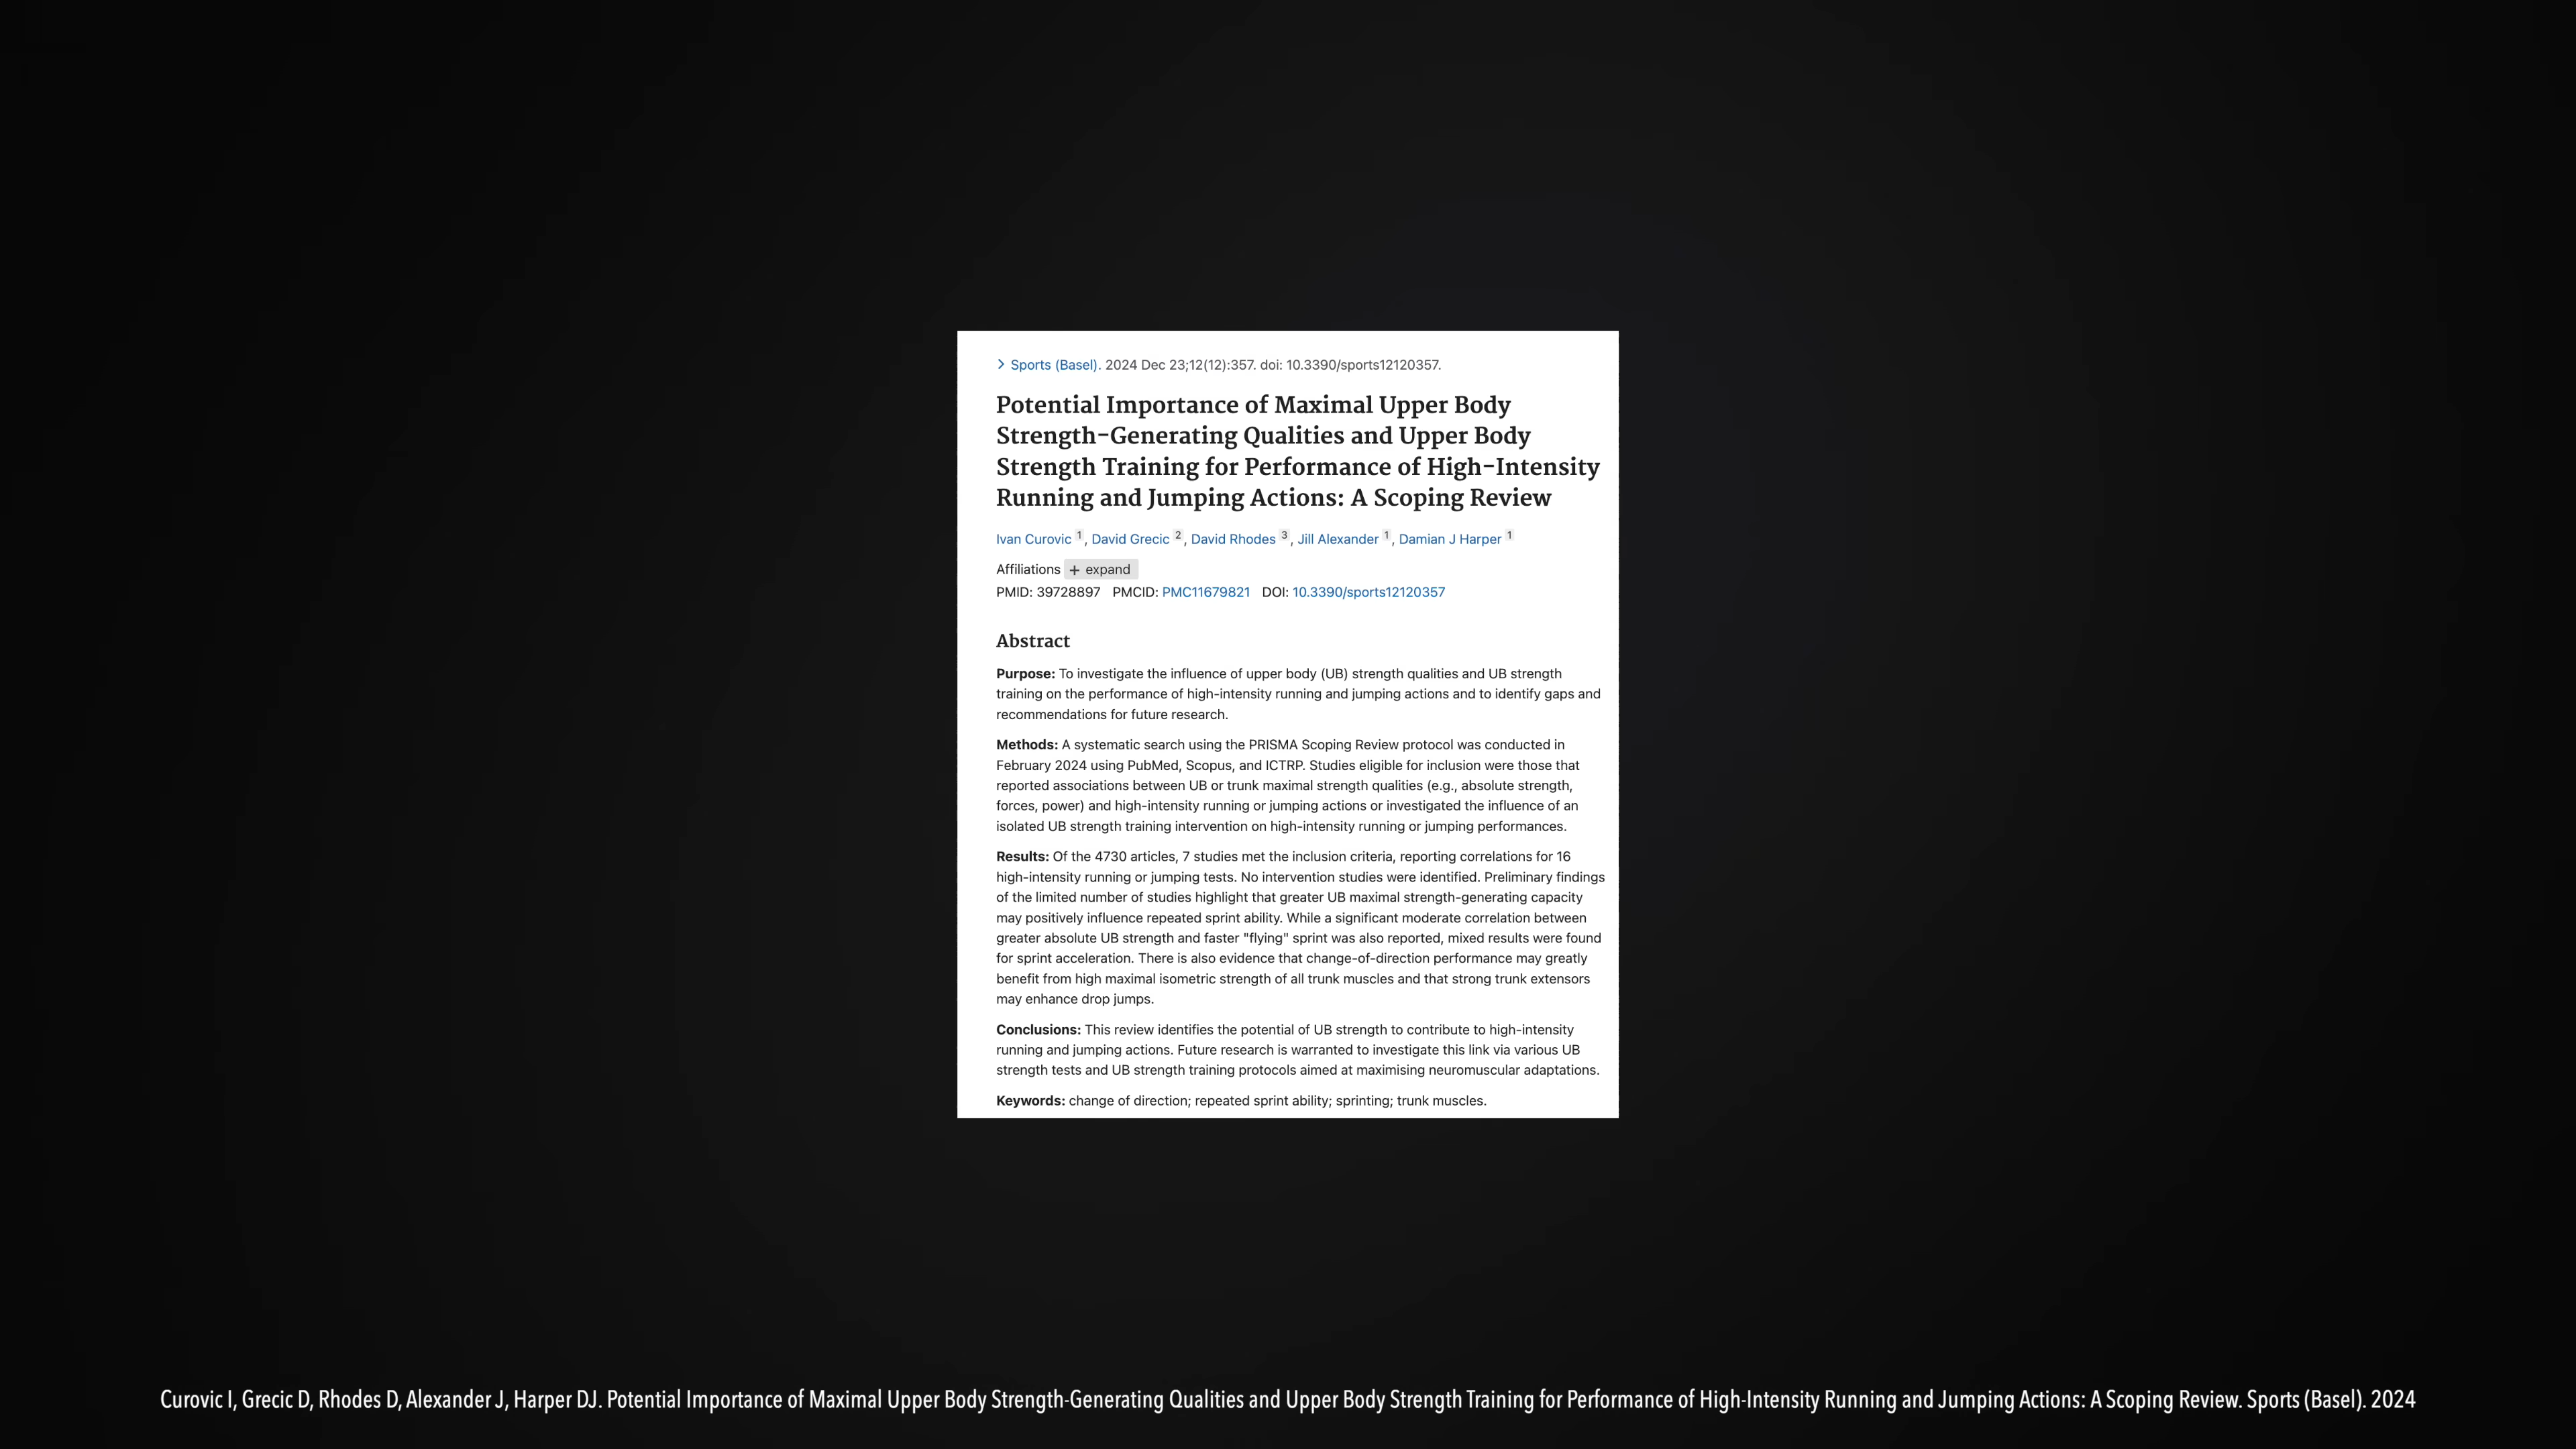 > Sports (Basel). 2024 Dec 23;12(12):357. doi: 10.3390/sports12120357.
Potential Importance of Maximal Upper Body
Strength-Generating Qualities and Upper Body
Strength Training for Performance of High-Intensity
Running and Jumping Actions: A Scoping Review
Ivan Curovic 1, David Grecic 2, David Rhodes 3, Jill Alexander 1, Damian J Harper 1
Affiliations + expand
PMID: 39728897 PMCID: PMC11679821 DOI: 10.3390/sports12120357
Abstract
Purpose: To investigate the influence of upper body (UB) strength qualities and UB strength
training on the performance of high-intensity running and jumping actions and to identify gaps and
recommendations for future research.
Methods: A systematic search using the PRISMA Scoping Review protocol was conducted in
February 2024 using PubMed, Scopus, and ICTRP. Studies eligible for inclusion were those that
reported associations between UB or trunk maximal strength qualities (e.g., absolute strength,
forces, power) and high-intensity running or jumping actions or investigated the influence of an
isolated UB strength training intervention on high-intensity running or jumping performances.
Results: Of the 4730 articles, 7 studies met the inclusion criteria, reporting correlations for 16
high-intensity running or jumping tests. No intervention studies were identified. Preliminary findings
of the limited number of studies highlight that greater UB maximal strength-generating capacity
may positively influence repeated sprint ability. While a significant moderate correlation between
greater absolute UB strength and faster "flying" sprint was also reported, mixed results were found
for sprint acceleration. There is also evidence that change-of-direction performance may greatly
benefit from high maximal isometric strength of all trunk muscles and that strong trunk extensors
may enhance drop jumps.
Conclusions: This review identifies the potential of UB strength to contribute to high-intensity
running and jumping actions. Future research is warranted to investigate this link via various UB
strength tests and UB strength training protocols aimed at maximising neuromuscular adaptations.
Keywords: change of direction; repeated sprint ability; sprinting; trunk muscles.
Curovic I, Grecic D, Rhodes D, Alexander J, Harper DJ. Potential Importance of Maximal Upper Body Strength-Generating Qualities and Upper Body Strength Training for Performance of High-Intensity Running and Jumping Actions: A Scoping Review. Sports (Basel). 2024